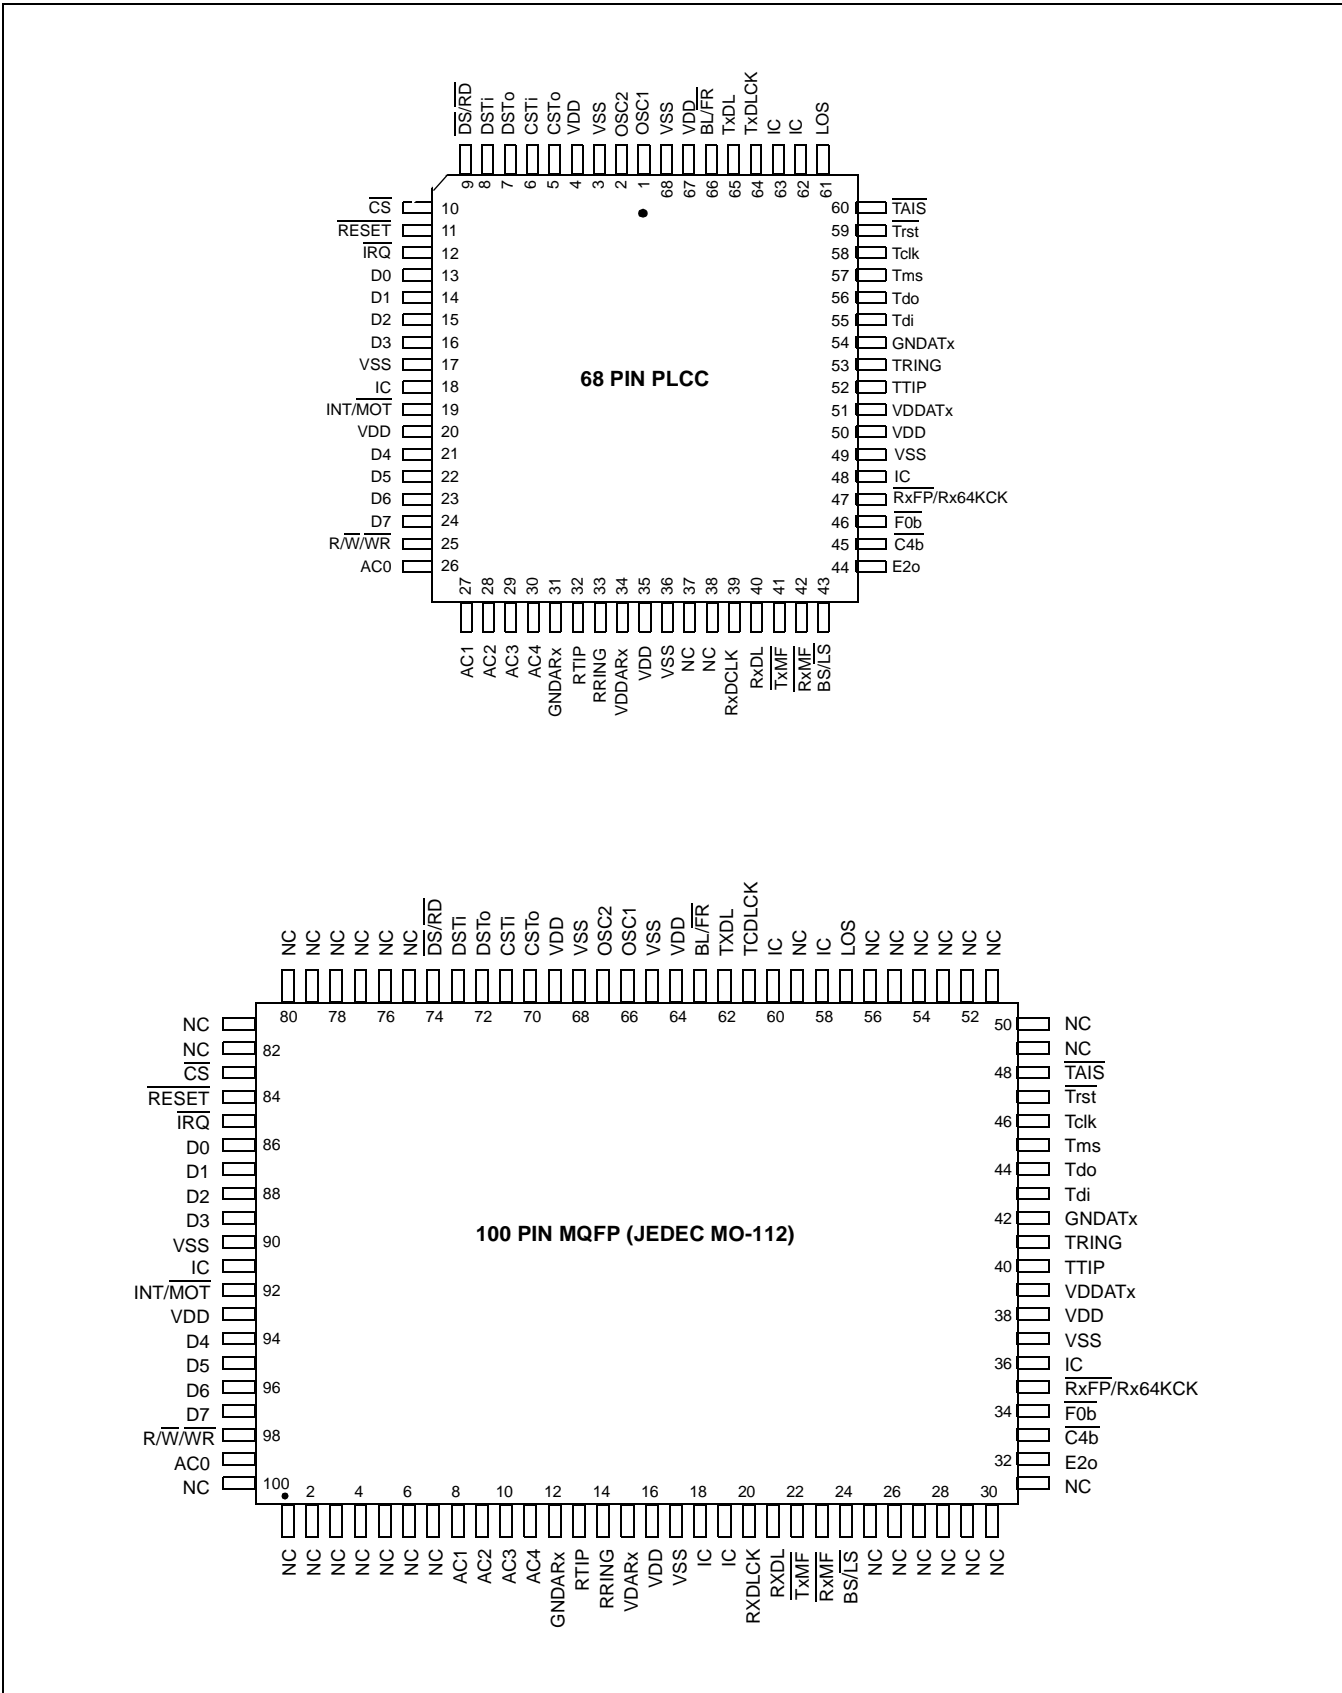 DS/RD
DSTi
DSTo
CSTi
CSTo
VDD
VSS
OSC2
OSC1
VSS
VDD
BL/FR
TxDL
TxDLCK
IC
IC
LOS
9 8 7 6 5 4 3 2 1 68 67 66 65 64 63 62 61
CS 10
RESET 11
IRQ 12
D0 13
D1 14
D2 15
D3 16
VSS 17
IC 18
INT/MOT 19
VDD 20
D4 21
D5 22
D6 23
D7 24
R/W/WR 25
AC0 26
68 PIN PLCC
60 TAIS
59 Trst
58 Tclk
57 Tms
56 Tdo
55 Tdi
54 GNDATx
53 TRING
52 TTIP
51 VDDATx
50 VDD
49 VSS
48 IC
47 RxFP/Rx64KCK
46 F0b
45 C4b
44 E2o
27 28 29 30 31 32 33 34 35 36 37 38 39 40 41 42 43
AC1
AC2
AC3
AC4
GNDARx
RTIP
RRING
VDDARx
VDD
VSS
NC
NC
RxDCLK
RxDL
TxMF
RxMF
BS/LS
NC
NC
NC
NC
NC
NC
DS/RD
DSTi
DSTo
CSTi
CSTo
VDD
VSS
OSC2
OSC1
VSS
VDD
BL/FR
TXDL
TCDLCK
IC
NC
IC
LOS
NC
NC
NC
NC
NC
NC
80 78 76 74 72 70 68 66 64 62 60 58 56 54 52
NC
NC 82
CS
RESET 84
IRQ
D0 86
D1
D2 88
D3
VSS 90
IC
INT/MOT 92
VDD
D4 94
D5
D6 96
D7
R/W/WR 98
AC0
NC 100
100 PIN MQFP (JEDEC MO-112)
50 NC
NC
48 TAIS
Trst
46 Tclk
Tms
44 Tdo
Tdi
42 GNDATx
TRING
40 TTIP
VDDATx
38 VDD
VSS
36 IC
RxFP/Rx64KCK
34 F0b
C4b
32 E2o
NC
2 4 6 8 10 12 14 16 18 20 22 24 26 28 30
NC
NC
NC
NC
NC
NC
NC
AC1
AC2
AC3
AC4
GNDARx
RTIP
RRING
VDARx
VDD
VSS
IC
IC
RXDLCK
RXDL
TxMF
RxMF
BS/LS
NC
NC
NC
NC
NC
NC